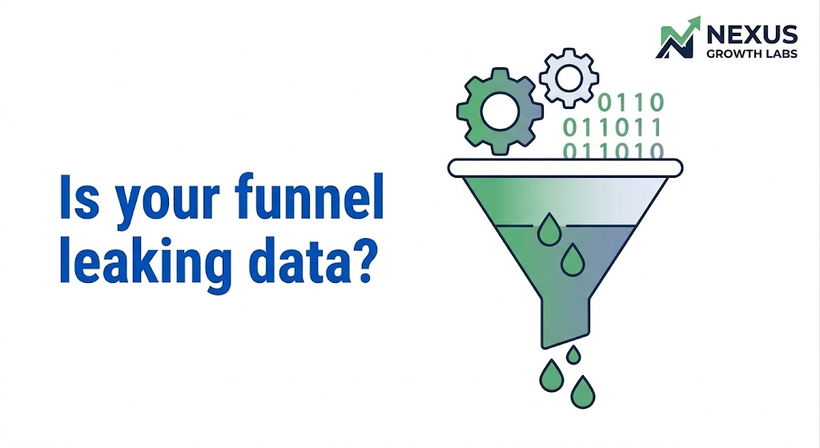 NEXUS
GROWTH LABS
Is your funnel
leaking data?
0110
011011
011010